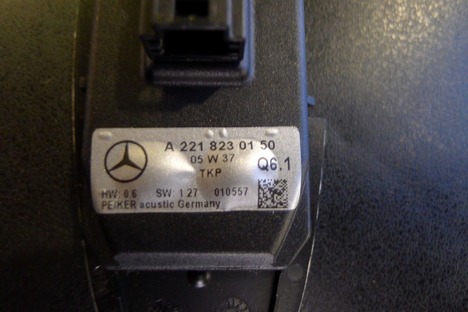 A 221 823 01 50
05 W 37
TKP
Q6.1
HW: 0.6 SW: 1.27 010557
PEIKER acustic Germany